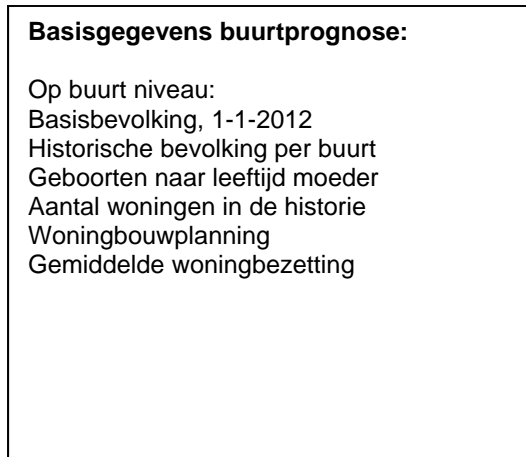 Basisgegevens buurtprognose:
Op buurt niveau:
Basisbevolking, 1-1-2012
Historische bevolking per buurt
Geboorten naar leeftijd moeder
Aantal woningen in de historie
Woningbouwplanning
Gemiddelde woningbezetting